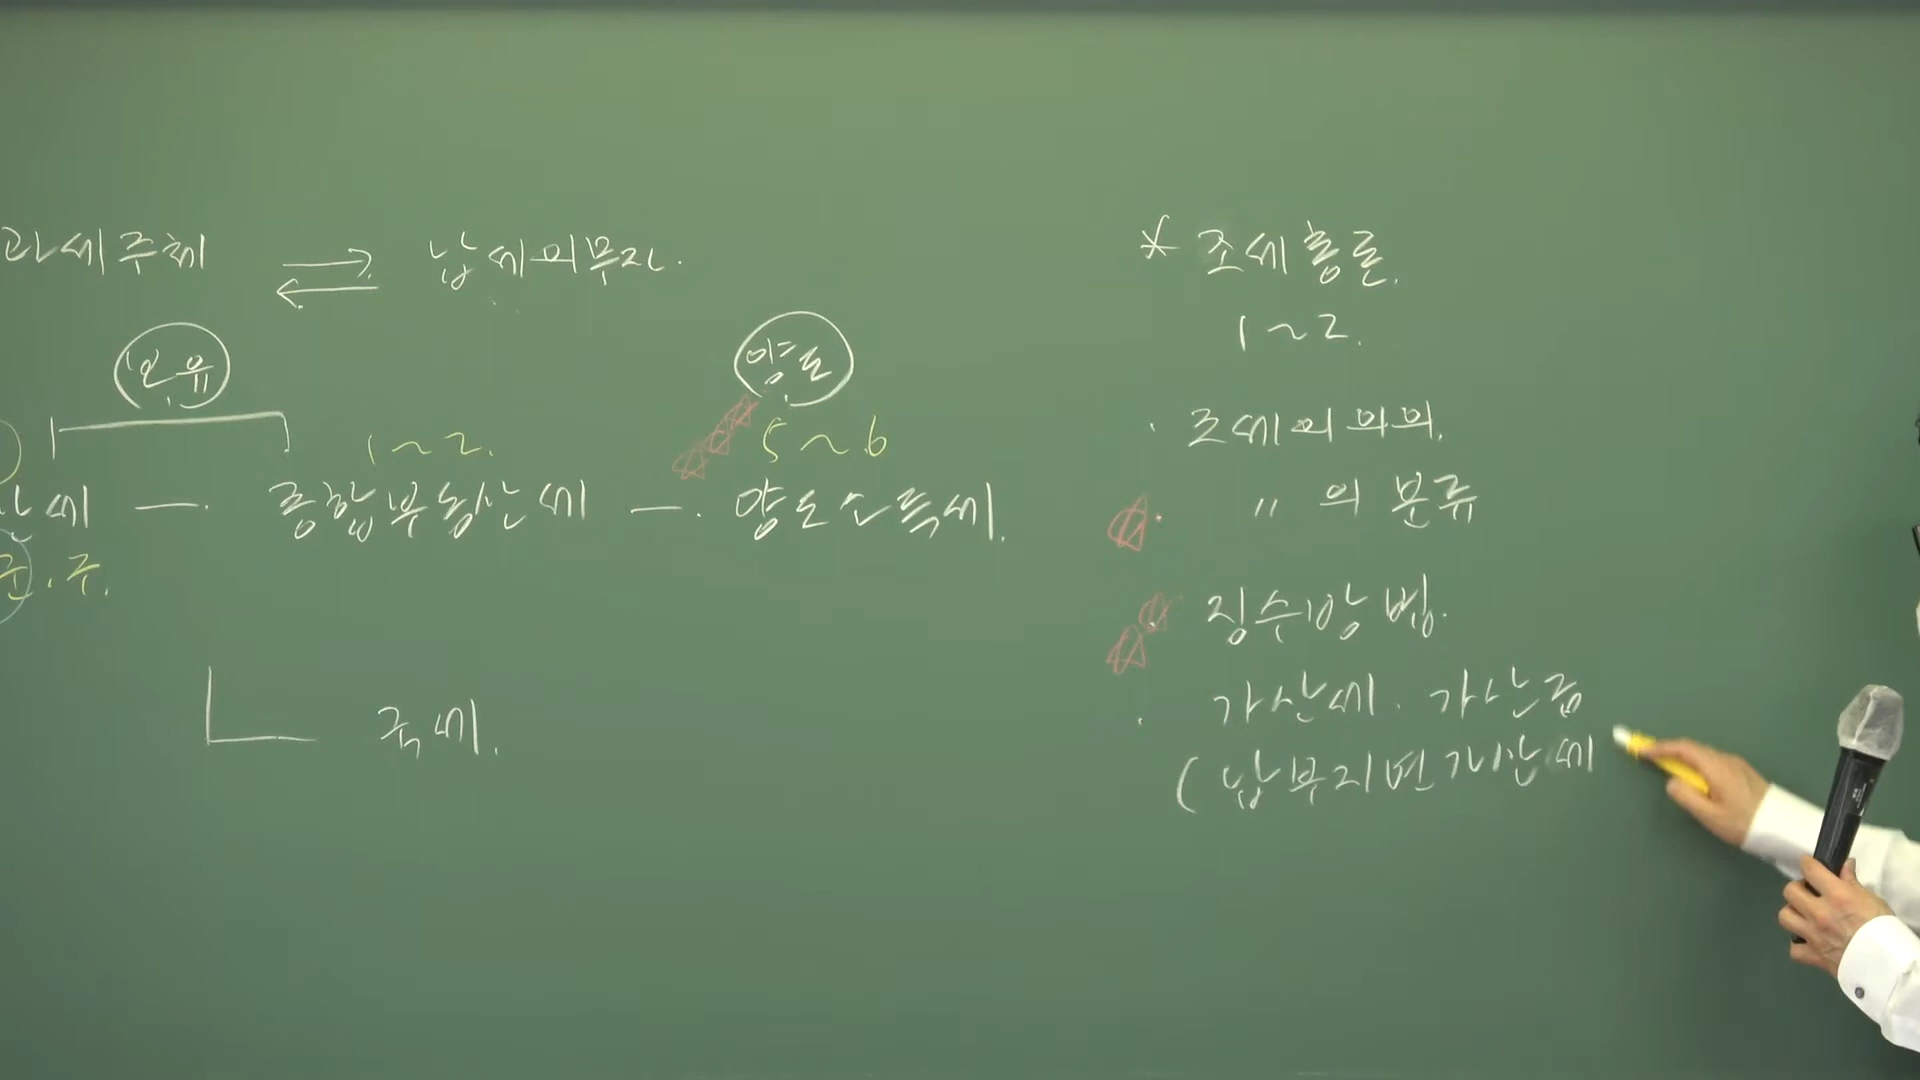 과세주체 ⇄ 납세의무자.
보유
양도
1~2.
5~6
산세 — 종합부동산세 — 양도소득세.
주.
국세.
* 조세총론.
1~2.
· 조세의 의의.
· 〃 의 분류
징수방법.
· 가산세. 가산금
(납부지연가산세